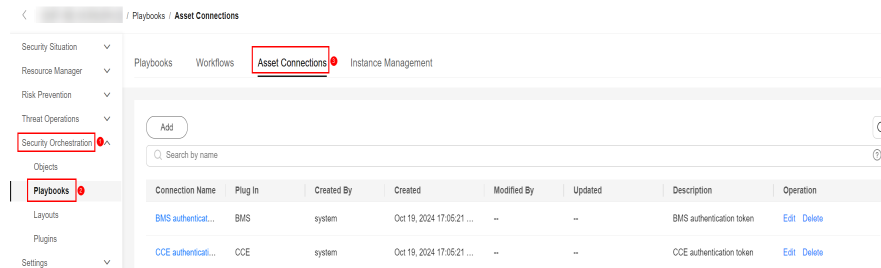 / Playbooks / Asset Connections
Security Situation
Resource Manager
Risk Prevention
Threat Operations
Security Orchestration 1
Objects
Playbooks 2
Layouts
Plugins
Settings
Playbooks Workflows Asset Connections 3 Instance Management
Add
Search by name
Connection Name Plug In Created By Created Modified By Updated Description Operation
BMS authenticat... BMS system Oct 19, 2024 17:05:21 ... -- -- BMS authentication token Edit Delete
CCE authenticati... CCE system Oct 19, 2024 17:05:21 ... -- -- CCE authentication token Edit Delete